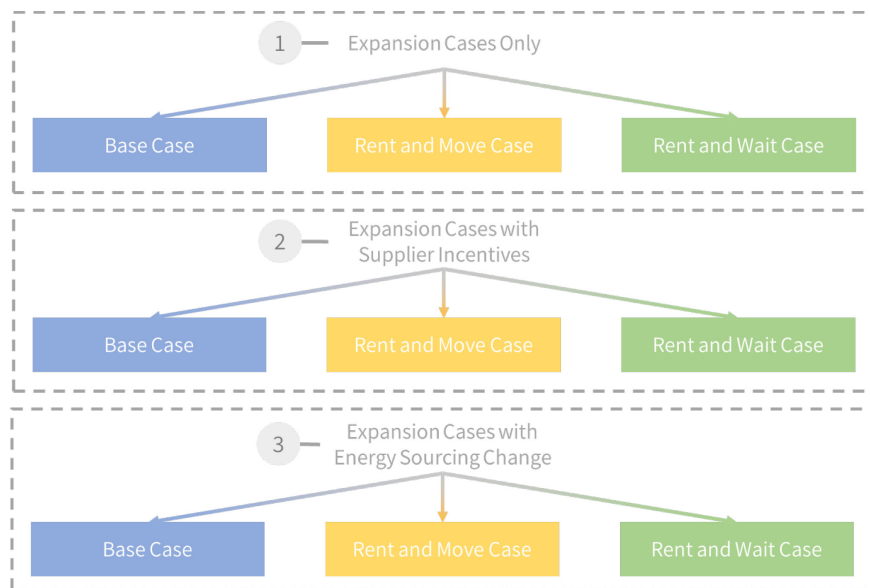 1
Expansion Cases Only
Base Case
Rent and Move Case
Rent and Wait Case
2
Expansion Cases with
Supplier Incentives
Base Case
Rent and Move Case
Rent and Wait Case
3
Expansion Cases with
Energy Sourcing Change
Base Case
Rent and Move Case
Rent and Wait Case